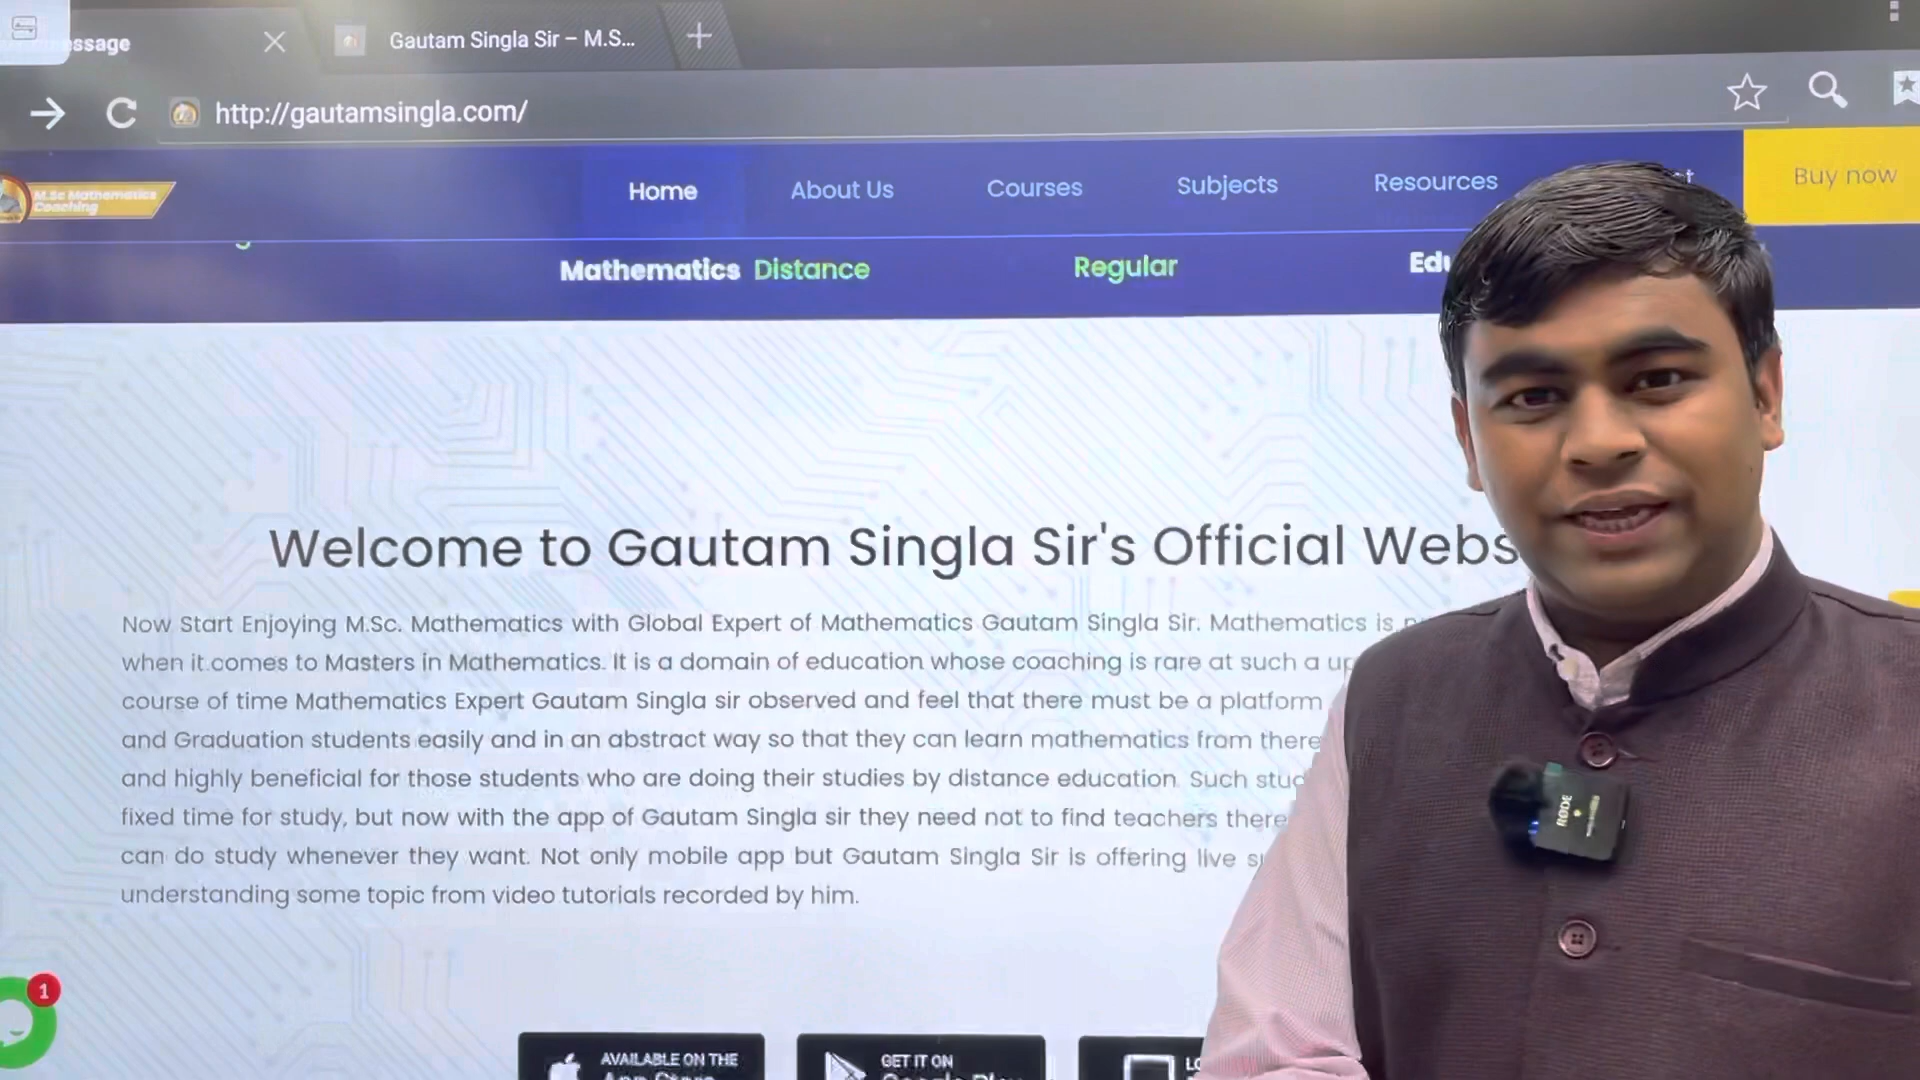 Gautam Singla Sir – M.S...
http://gautamsingla.com/
M.Sc Mathematics
Coaching
Home About Us Courses Subjects Resources Buy now
Mathematics Distance Regular
Welcome to Gautam Singla Sir's Official Webs
Now Start Enjoying M.Sc. Mathematics with Global Expert of Mathematics Gautam Singla Sir. Mathematics is
when it comes to Masters in Mathematics. It is a domain of education whose coaching is rare at such a up
course of time Mathematics Expert Gautam Singla sir observed and feel that there must be a platform
and Graduation students easily and in an abstract way so that they can learn mathematics from there
and highly beneficial for those students who are doing their studies by distance education. Such stud
fixed time for study, but now with the app of Gautam Singla sir they need not to find teachers there
can do study whenever they want. Not only mobile app but Gautam Singla Sir is offering live
understanding some topic from video tutorials recorded by him.
1
AVAILABLE ON THE GET IT ON
RØDE